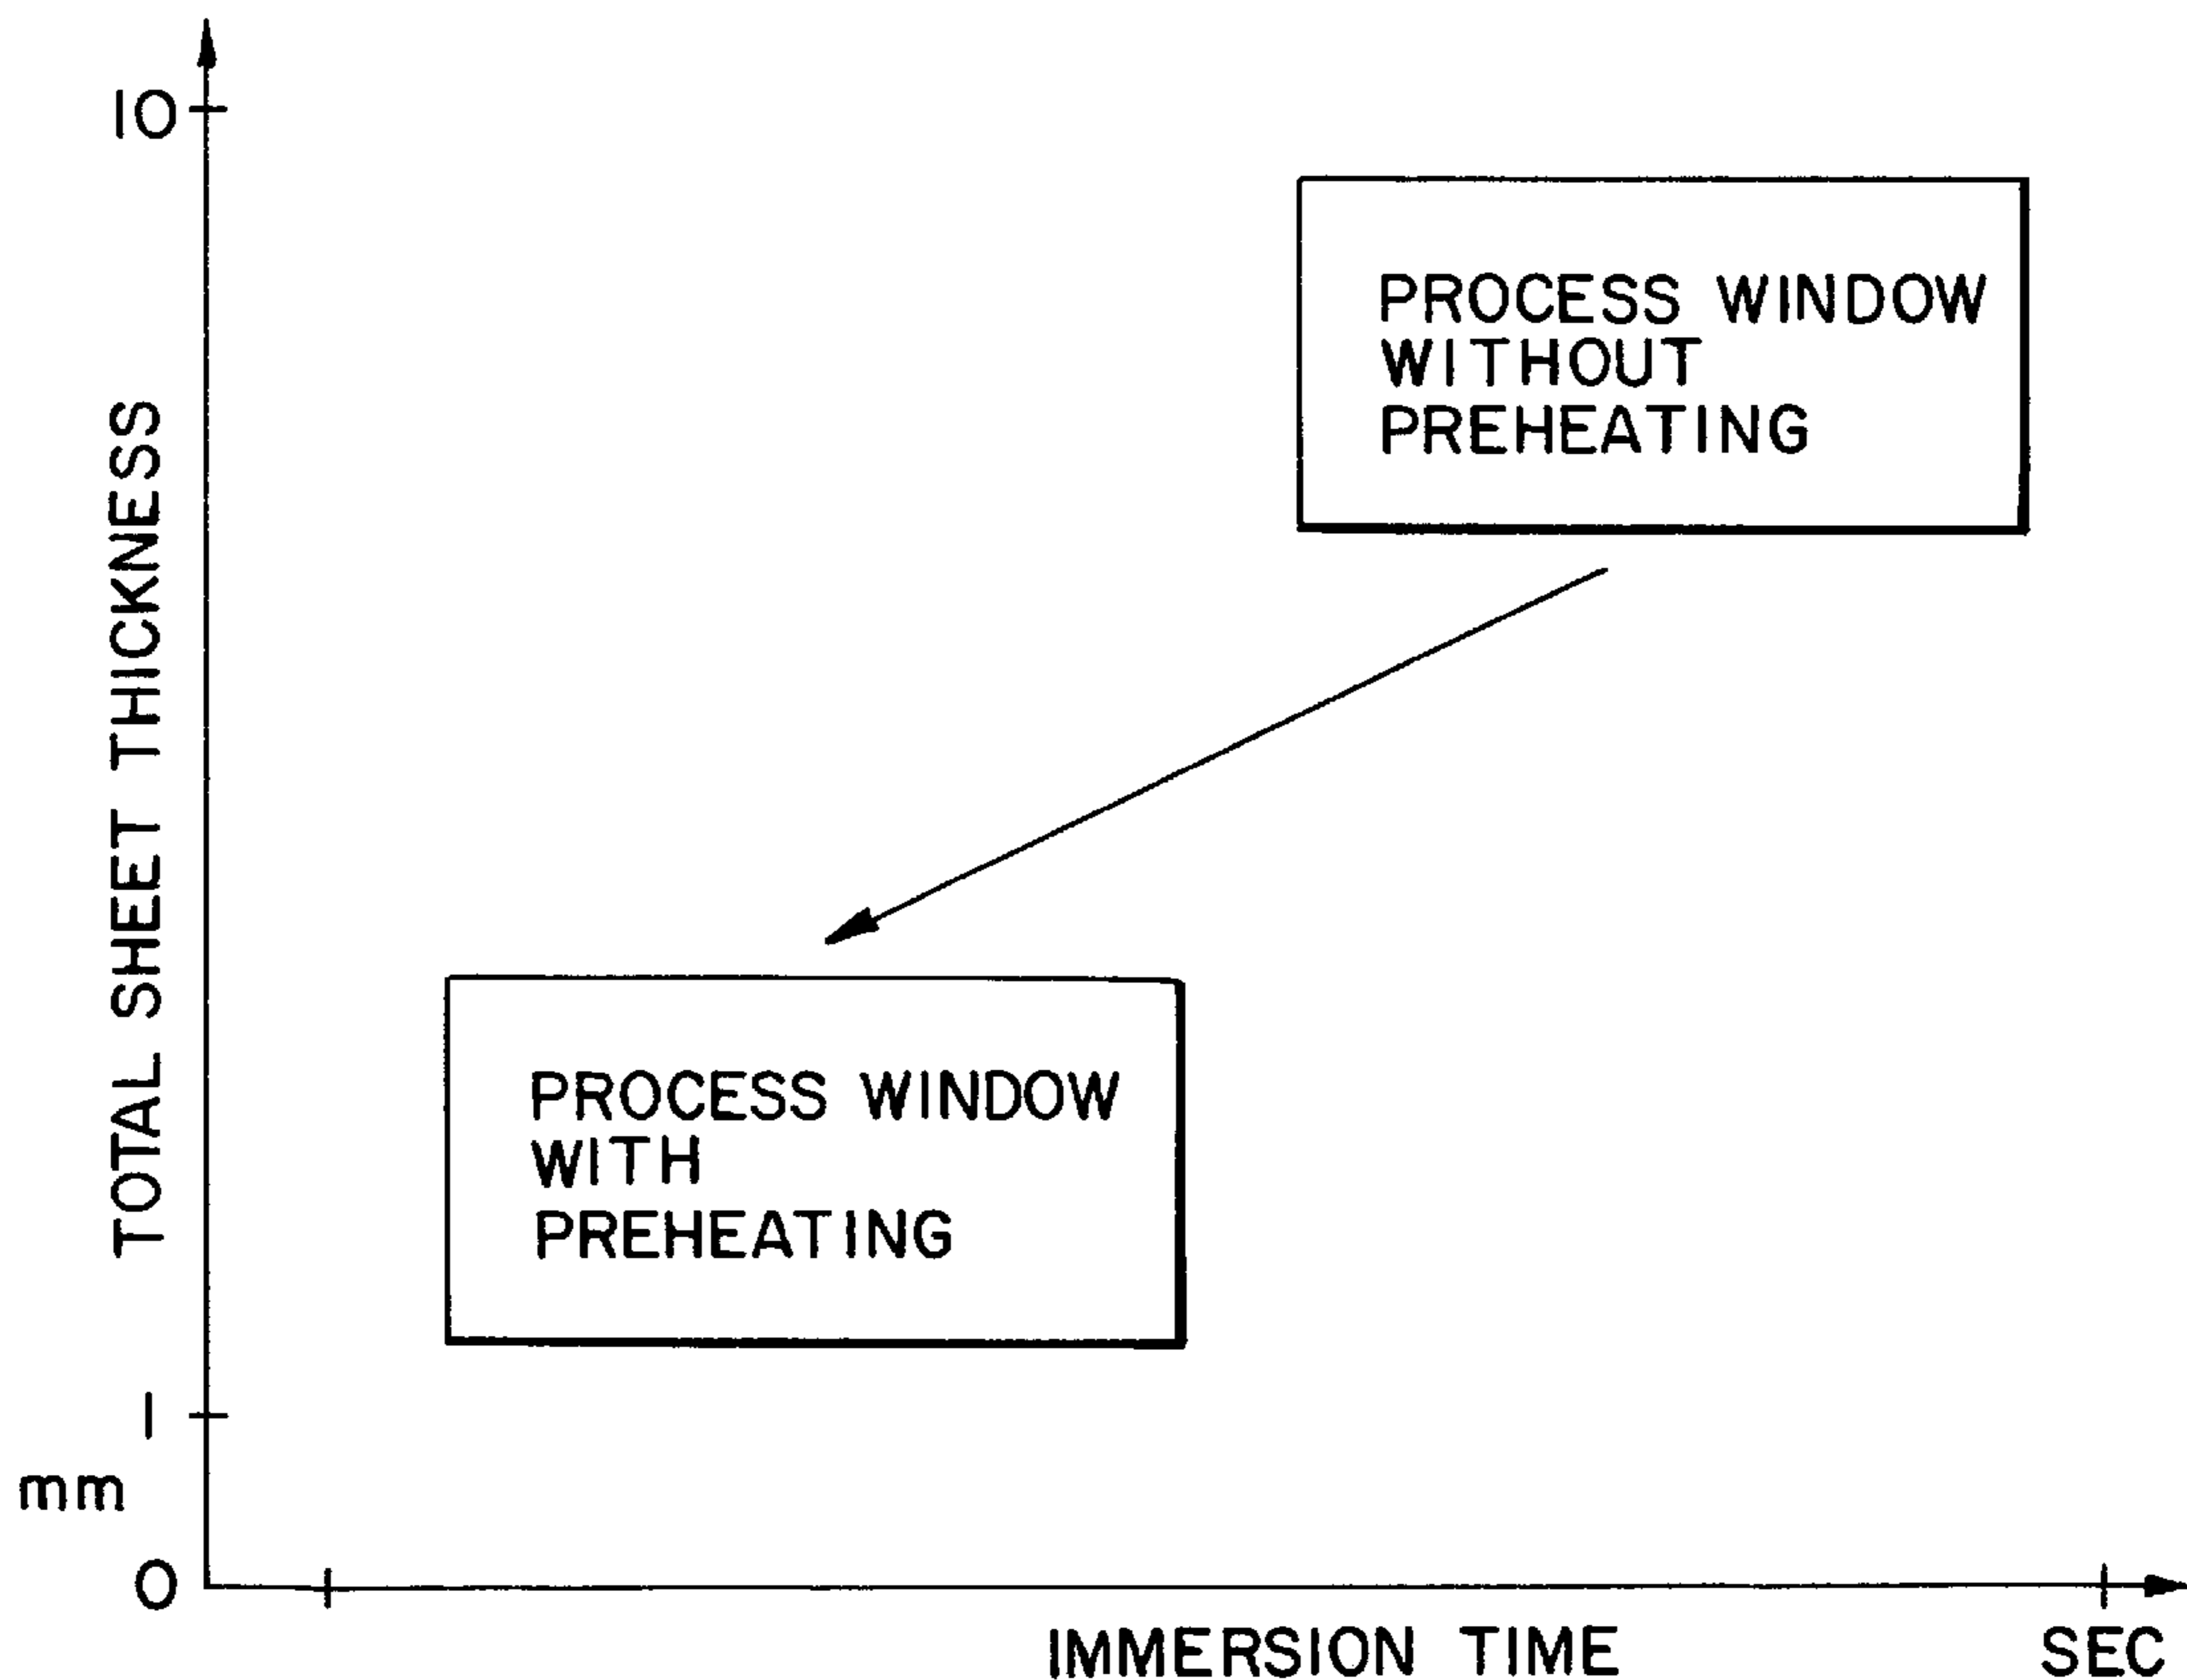 10
PROCESS WINDOW
WITHOUT
PREHEATING
TOTAL SHEET THICKNESS
PROCESS WINDOW
WITH
PREHEATING
1
mm
0
IMMERSION TIME
SEC